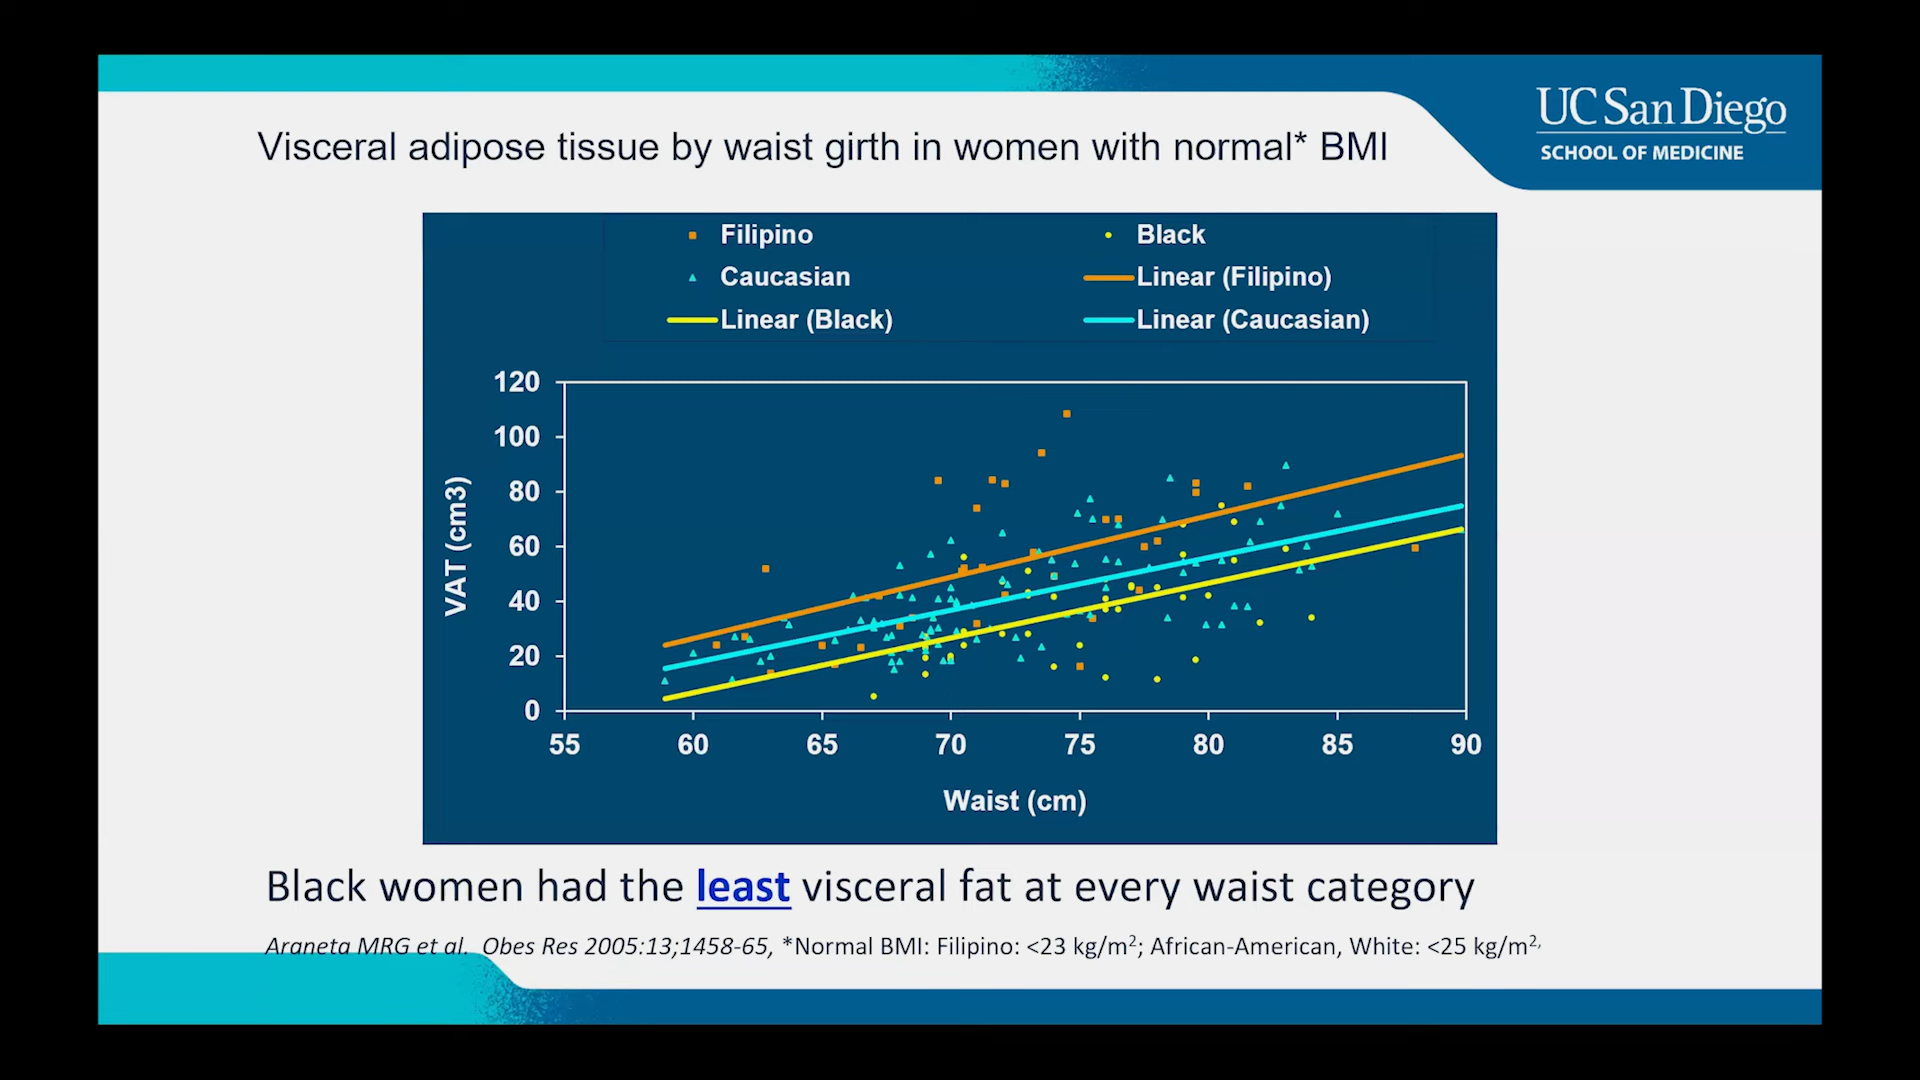 UC San Diego
SCHOOL OF MEDICINE
Visceral adipose tissue by waist girth in women with normal* BMI
Filipino
Black
Caucasian
Linear (Filipino)
Linear (Black)
Linear (Caucasian)
120
100
80
60
40
20
0
VAT (cm3)
55 60 65 70 75 80 85 90
Waist (cm)
Black women had the least visceral fat at every waist category
Araneta MRG et al. Obes Res 2005:13;1458-65, *Normal BMI: Filipino: <23 kg/m²; African-American, White: <25 kg/m²,